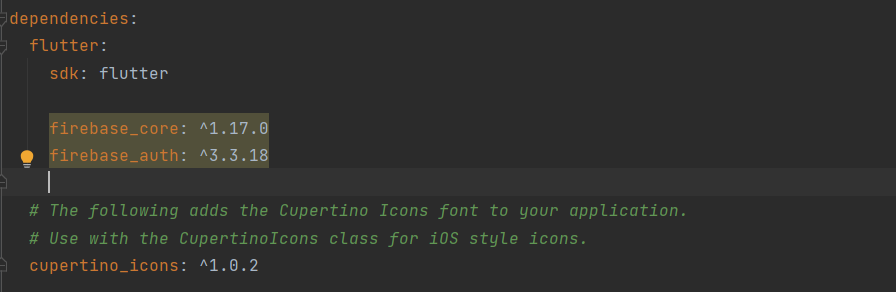 dependencies:
flutter:
sdk: flutter
firebase_core: ^1.17.0
firebase_auth: ^3.3.18
# The following adds the Cupertino Icons font to your application.
# Use with the CupertinoIcons class for iOS style icons.
cupertino_icons: ^1.0.2